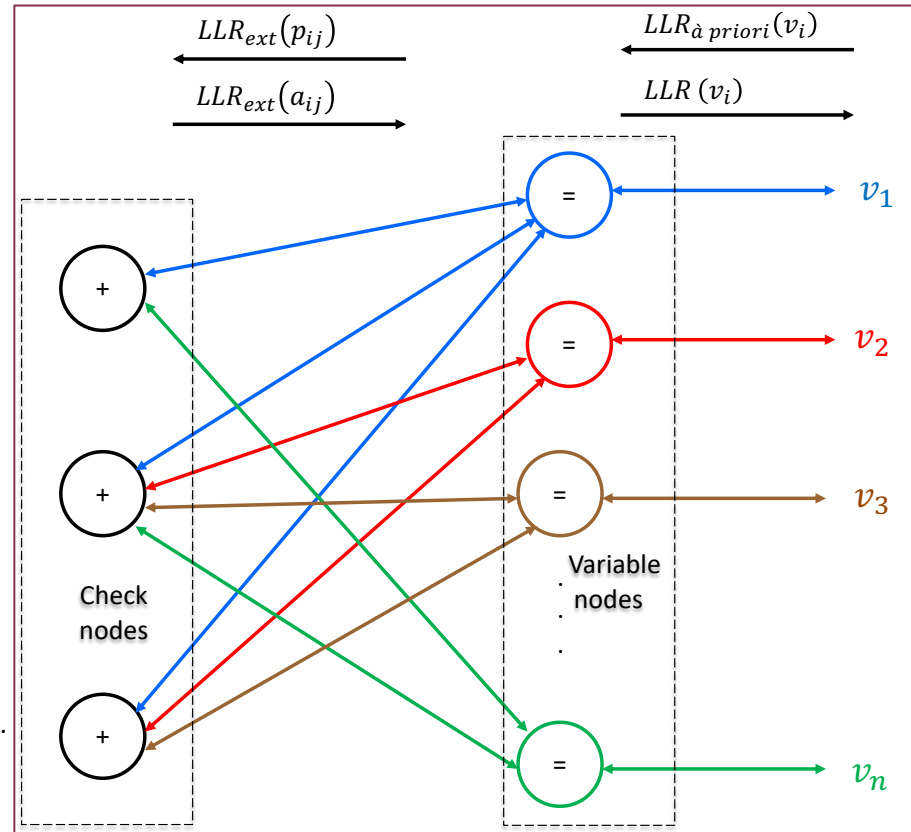 LLR_ext(p_ij)
LLR_à priori(v_i)
LLR_ext(a_ij)
LLR (v_i)
=
v_1
+
=
v_2
+
=
v_3
Check
nodes
Variable
nodes
.
.
.
+
.
=
v_n